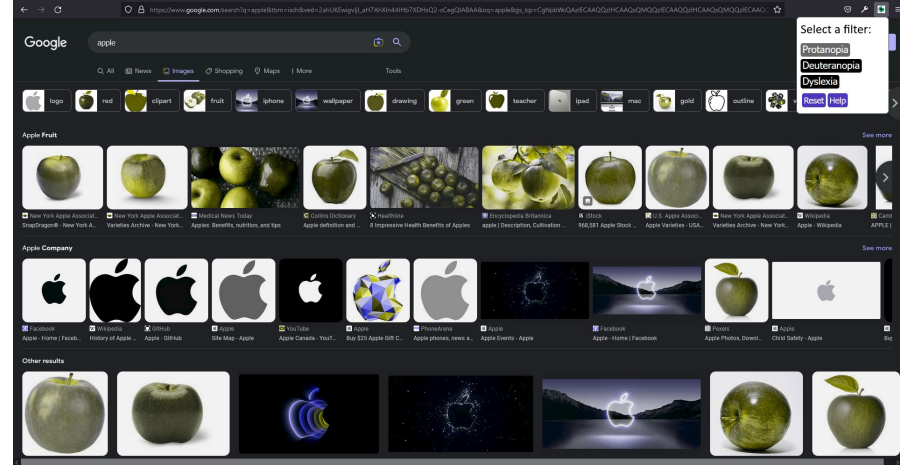 https://www.google.com/search?q=apple&tbm=isch&ved=
Select a filter:
Protanopia
Deuteranopia
Dyslexia
Reset Help
Google
apple
All News Images Shopping Maps More Tools
logo red clipart fruit iphone wallpaper drawing green teacher ipad mac gold outline
Apple Fruit See more
New York Apple Associat... New York Apple Associat... Medical News Today Collins Dictionary Healthline Encyclopedia Britannica iStock U.S. Apple Associ... New York Apple Associat... Wikipedia
SnapDragon® - New York A... Varieties Archive - New York... Apples: Benefits, nutrition, and tips Apple definition and ... 8 Impressive Health Benefits of Apples apple | Description, Cultivation ... 968,581 Apple Stock ... Apple Varieties - USA... Varieties Archive - New York... Apple - Wikipedia APPLE |
Apple Company See more
Facebook Wikipedia GitHub Apple YouTube Apple PhoneArena Apple Facebook Pexels Apple
Apple - Home | Faceb... History of Apple ... Apple · GitHub Site Map - Apple Apple Canada - YouT... Buy $25 Apple Gift C... Apple phones, news a... Apple Events - Apple Apple - Home | Facebook Apple Photos, Downl... Child Safety - Apple
Other results